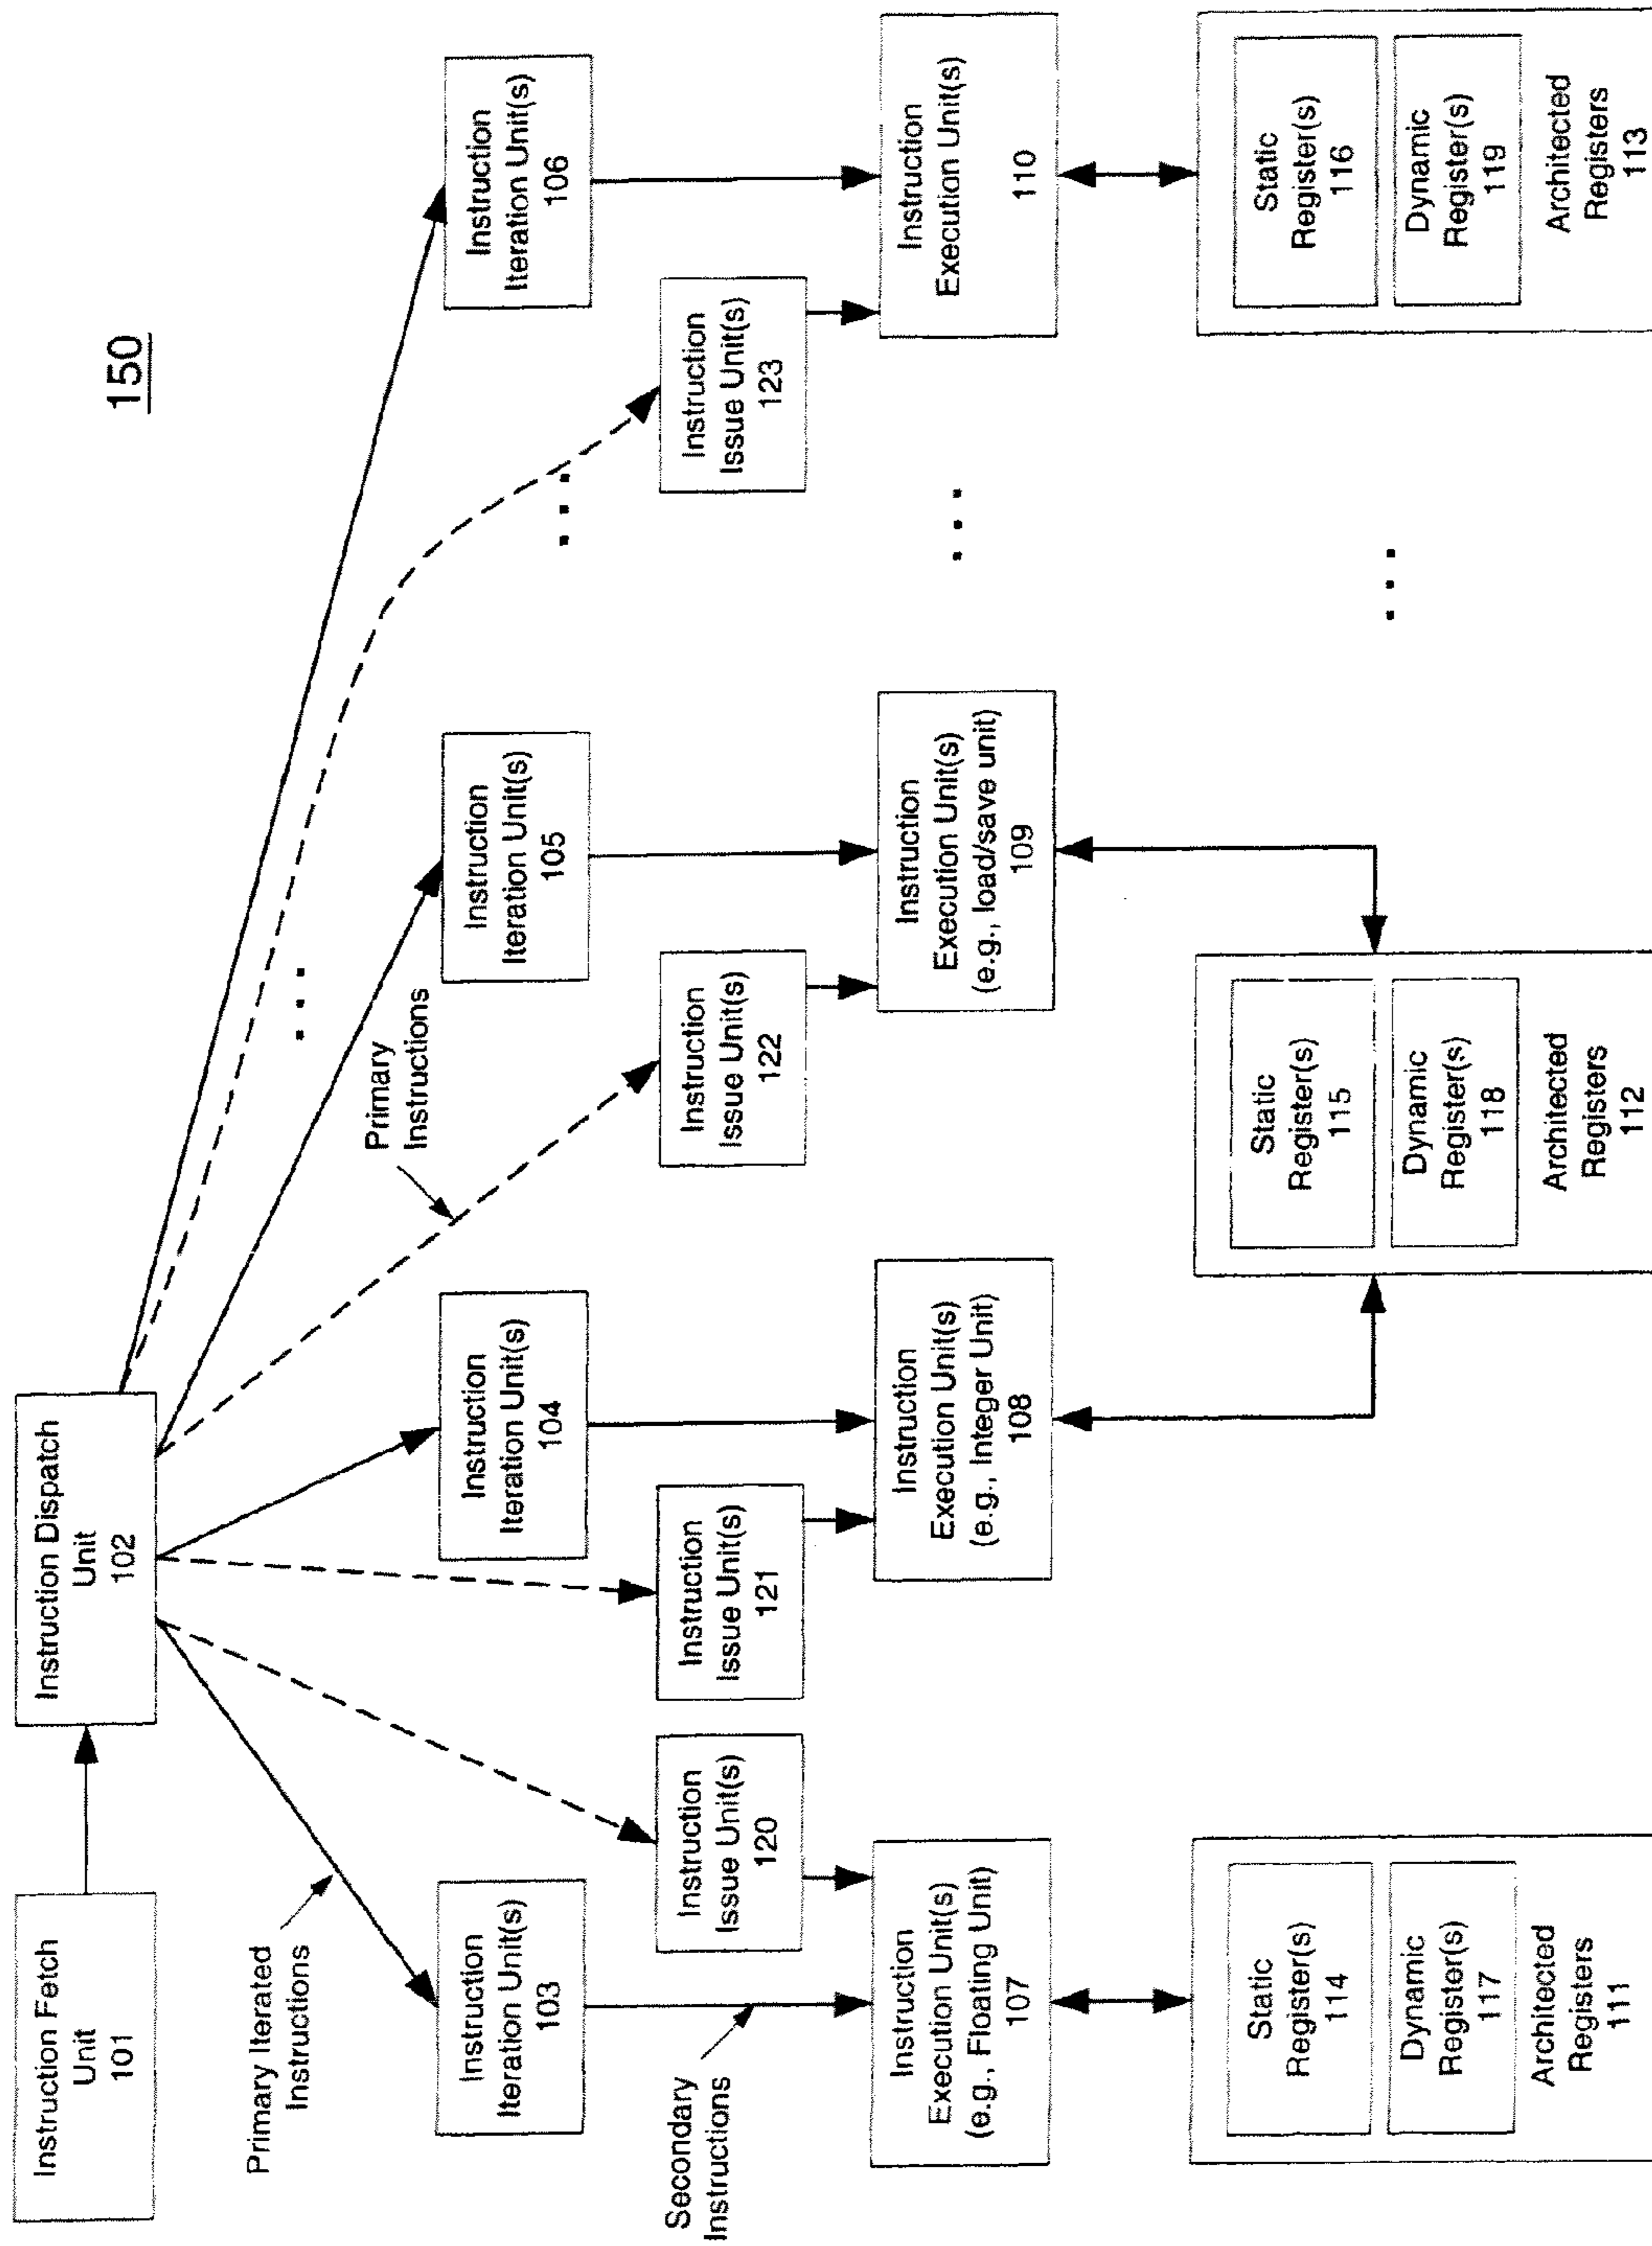 150
Instruction Fetch
Unit
101
Instruction Dispatch
Unit
102
Primary Iterated
Instructions
Primary
Instructions
Instruction
Iteration Unit(s)
103
Instruction
Iteration Unit(s)
104
Instruction
Iteration Unit(s)
105
Instruction
Iteration Unit(s)
106
Secondary
Instructions
Instruction
Issue Unit(s)
120
Instruction
Issue Unit(s)
121
Instruction
Issue Unit(s)
122
Instruction
Issue Unit(s)
123
Instruction
Execution Unit(s)
(e.g., Floating Unit)
107
Instruction
Execution Unit(s)
(e.g., Integer Unit)
108
Instruction
Execution Unit(s)
(e.g., load/save unit)
109
Instruction
Execution Unit(s)
110
Static
Register(s)
114
Dynamic
Register(s)
117
Architected
Registers
111
Static
Register(s)
115
Dynamic
Register(s)
118
Architected
Registers
112
Static
Register(s)
116
Dynamic
Register(s)
119
Architected
Registers
113